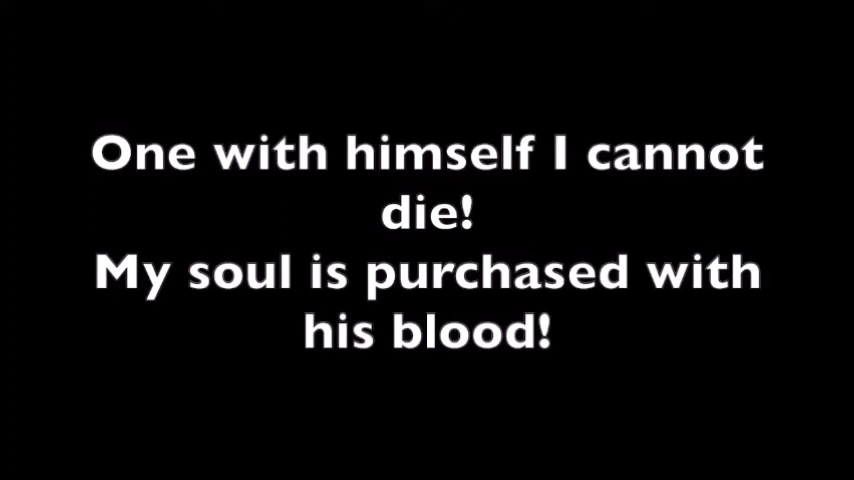 One with himself I cannot
die!
My soul is purchased with
his blood!